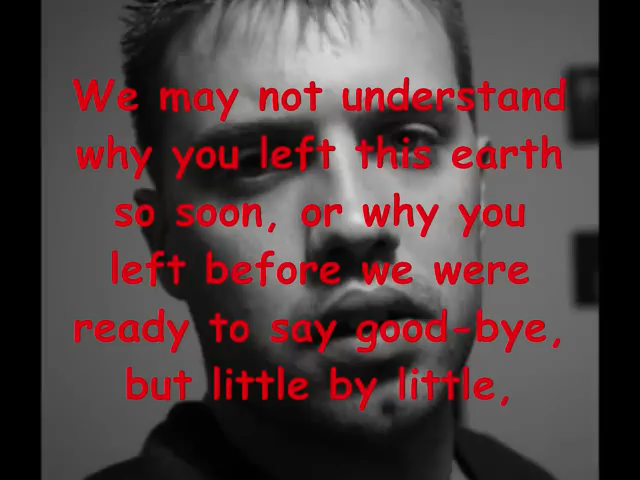 We may not understand
why you left this earth
so soon, or why you
left before we were
ready to say good-bye,
but little by little,